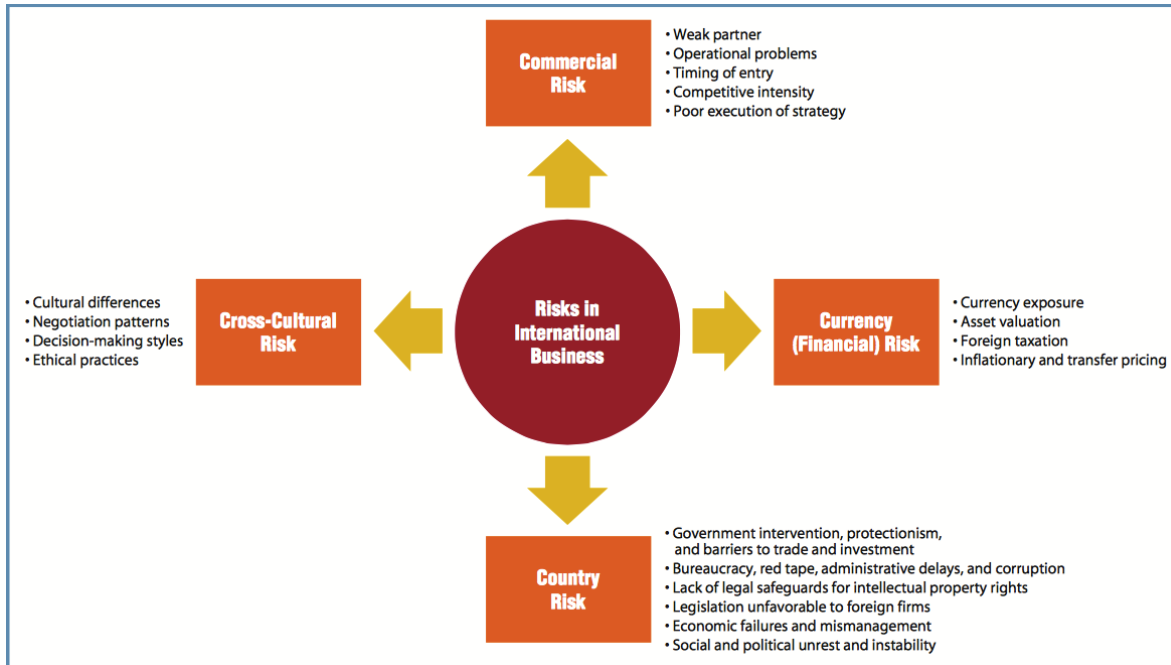 Commercial
Risk
• Weak partner
• Operational problems
• Timing of entry
• Competitive intensity
• Poor execution of strategy
• Cultural differences
• Negotiation patterns
• Decision-making styles
• Ethical practices
Cross-Cultural
Risk
Risks in
International
Business
Currency
(Financial) Risk
• Currency exposure
• Asset valuation
• Foreign taxation
• Inflationary and transfer pricing
Country
Risk
• Government intervention, protectionism,
and barriers to trade and investment
• Bureaucracy, red tape, administrative delays, and corruption
• Lack of legal safeguards for intellectual property rights
• Legislation unfavorable to foreign firms
• Economic failures and mismanagement
• Social and political unrest and instability